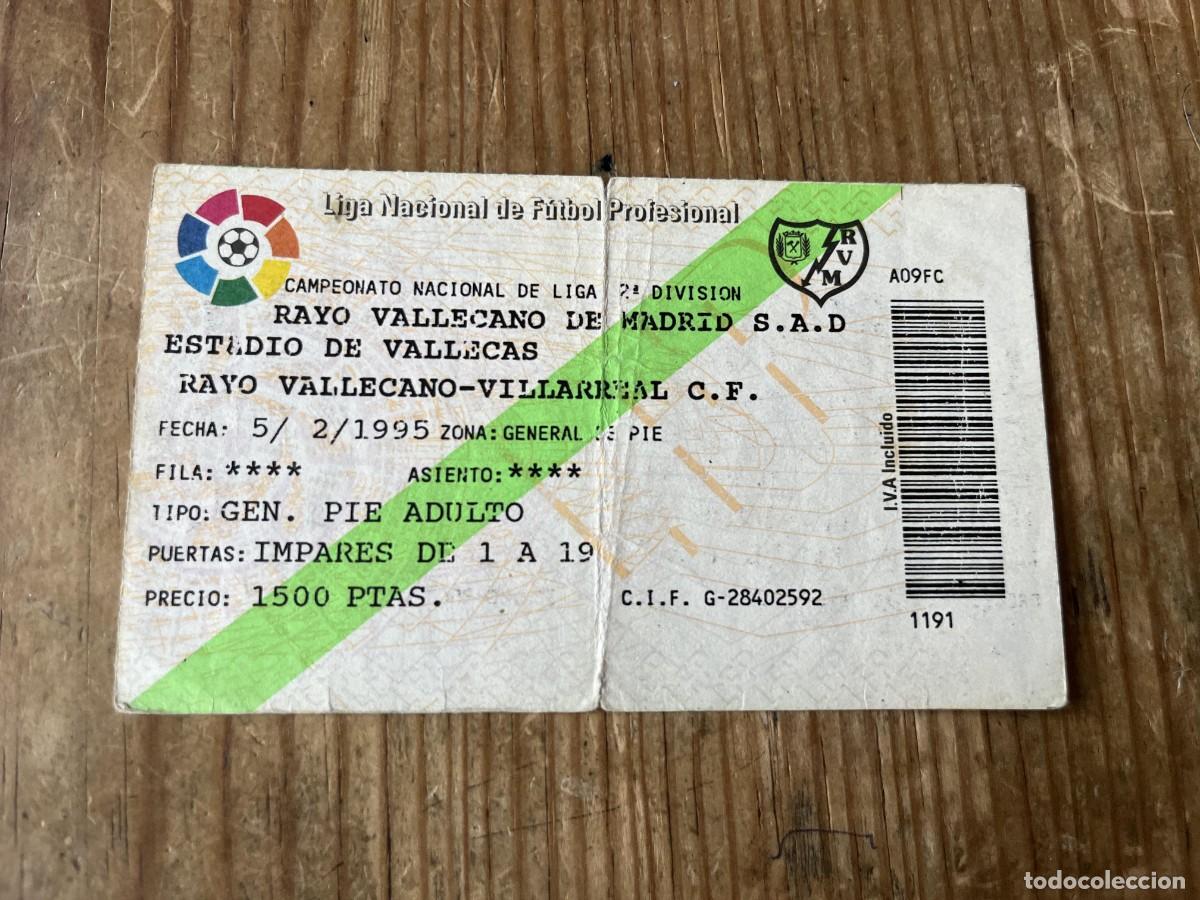 Liga Nacional de Fútbol Profesional
RVM
A09FC
CAMPEONATO NACIONAL DE LIGA 2ª DIVISION
RAYO VALLECANO DE MADRID S.A.D
ESTADIO DE VALLECAS
RAYO VALLECANO-VILLARREAL C.F.
FECHA: 5/ 2/1995 ZONA: GENERAL DE PIE
FILA: **** ASIENTO: ****
TIPO: GEN. PIE ADULTO
PUERTAS: IMPARES DE 1 A 19
PRECIO: 1500 PTAS.
C.I.F. G-28402592
I.V.A Incluido
1191
todocoleccion